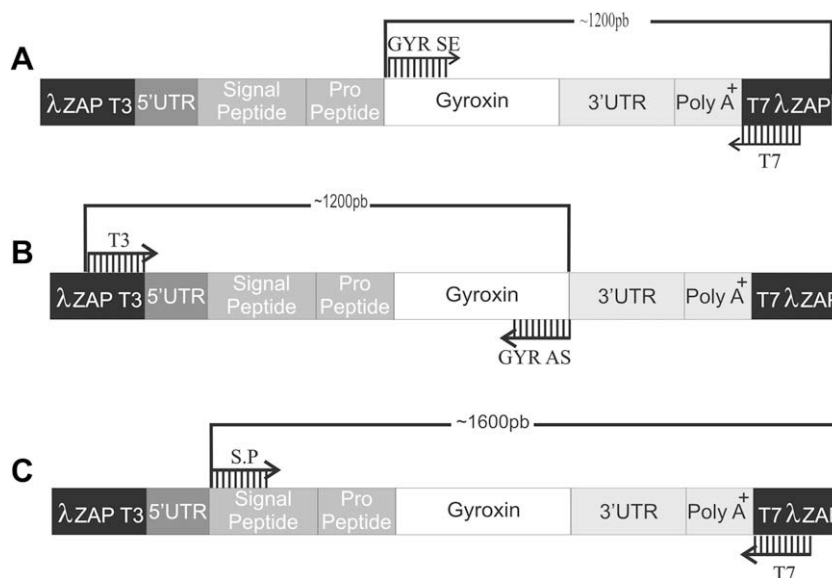 ~1200pb
GYR SE
A
λZAP T3 5'UTR Signal Peptide Pro Peptide Gyroxin 3'UTR Poly A+ T7 λZAP
T7
~1200pb
B
T3
λZAP T3 5'UTR Signal Peptide Pro Peptide Gyroxin 3'UTR Poly A+ T7 λZAP
GYR AS
~1600pb
C
S.P
λZAP T3 5'UTR Signal Peptide Pro Peptide Gyroxin 3'UTR Poly A+ T7 λZA
T7